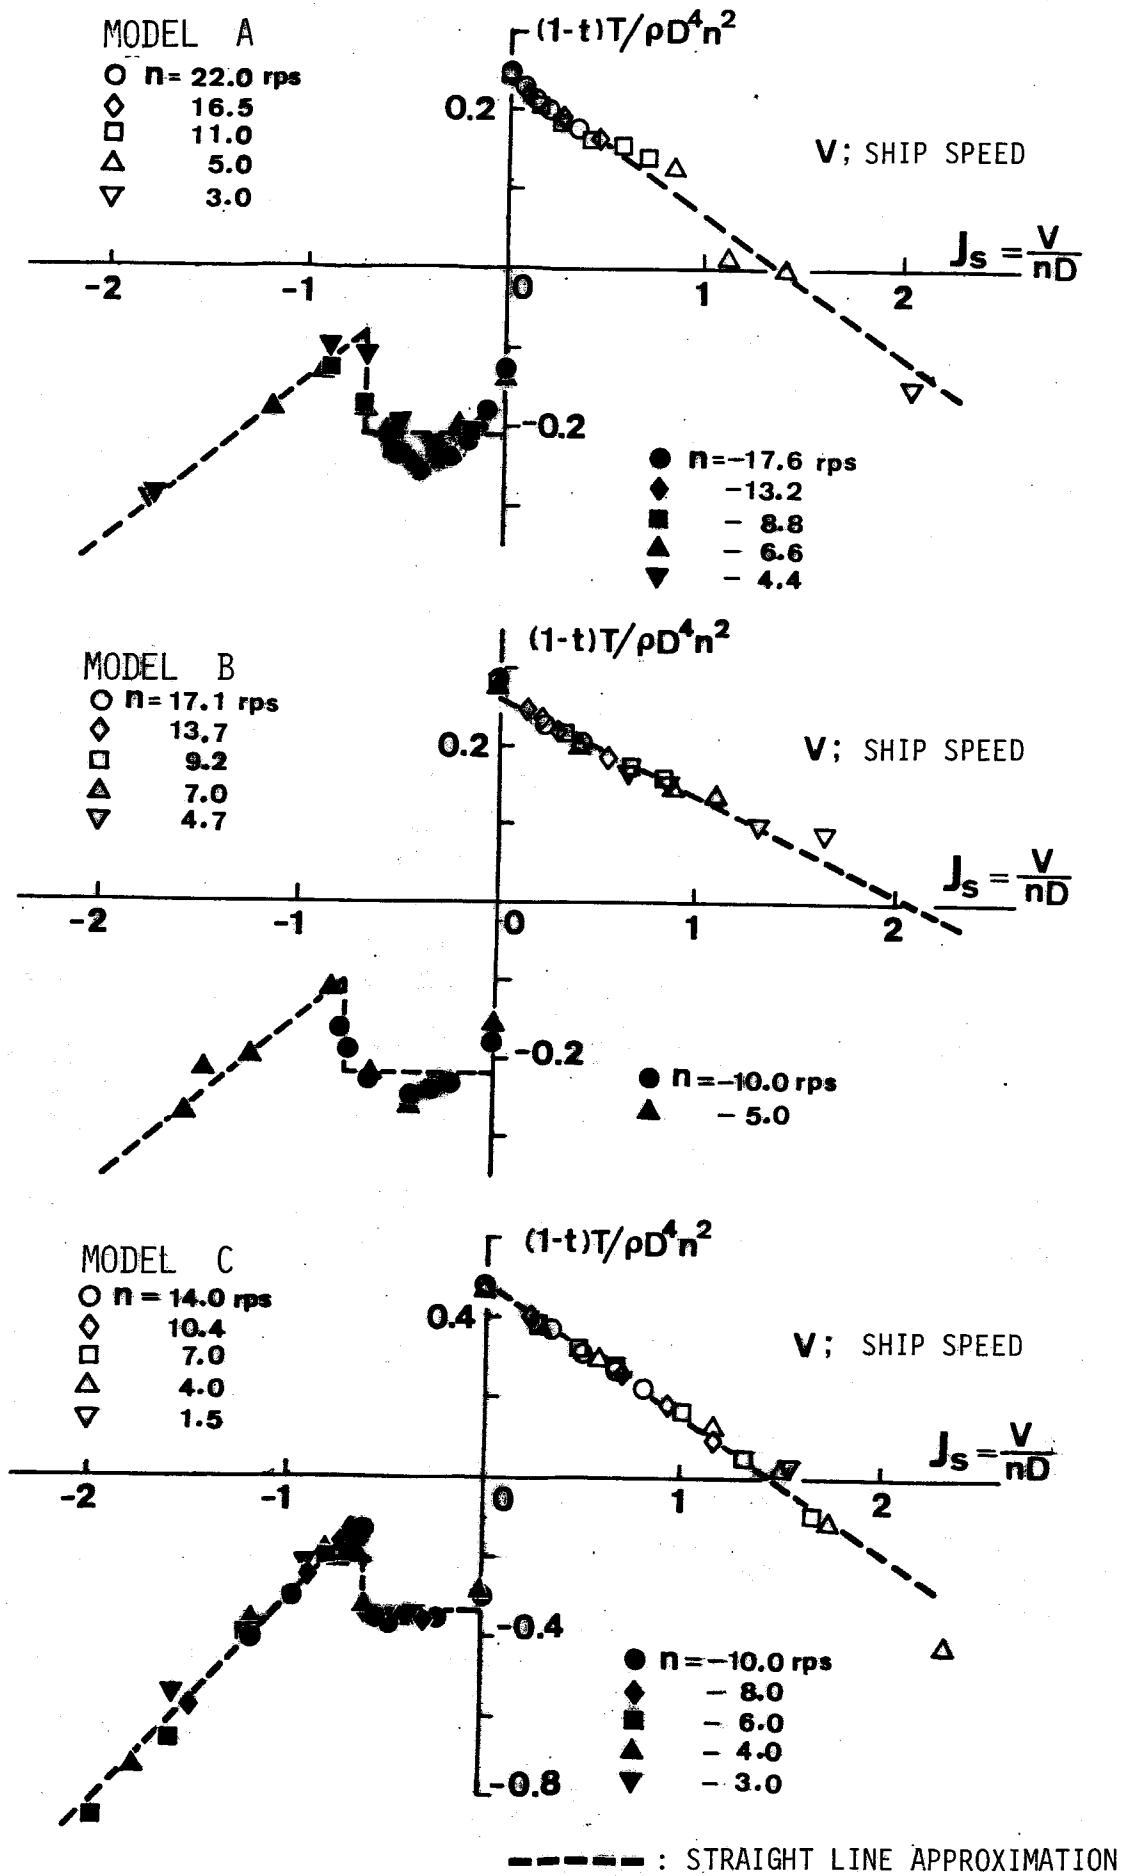 MODEL A
n= 22.0 rps
16.5
11.0
5.0
3.0
(1-t)T/ρD⁴n²
0.2
V; SHIP SPEED
Js = V/nD
-2
-1
0
1
2
-0.2
n=-17.6 rps
-13.2
- 8.8
- 6.6
- 4.4
MODEL B
n= 17.1 rps
13.7
9.2
7.0
4.7
(1-t)T/ρD⁴n²
0.2
V; SHIP SPEED
Js = V/nD
-2
-1
0
1
2
-0.2
n=-10.0 rps
- 5.0
MODEL C
n = 14.0 rps
10.4
7.0
4.0
1.5
(1-t)T/ρD⁴n²
0.4
V; SHIP SPEED
Js = V/nD
-2
-1
0
1
2
-0.4
n=-10.0 rps
- 8.0
- 6.0
- 4.0
- 3.0
-0.8
: STRAIGHT LINE APPROXIMATION